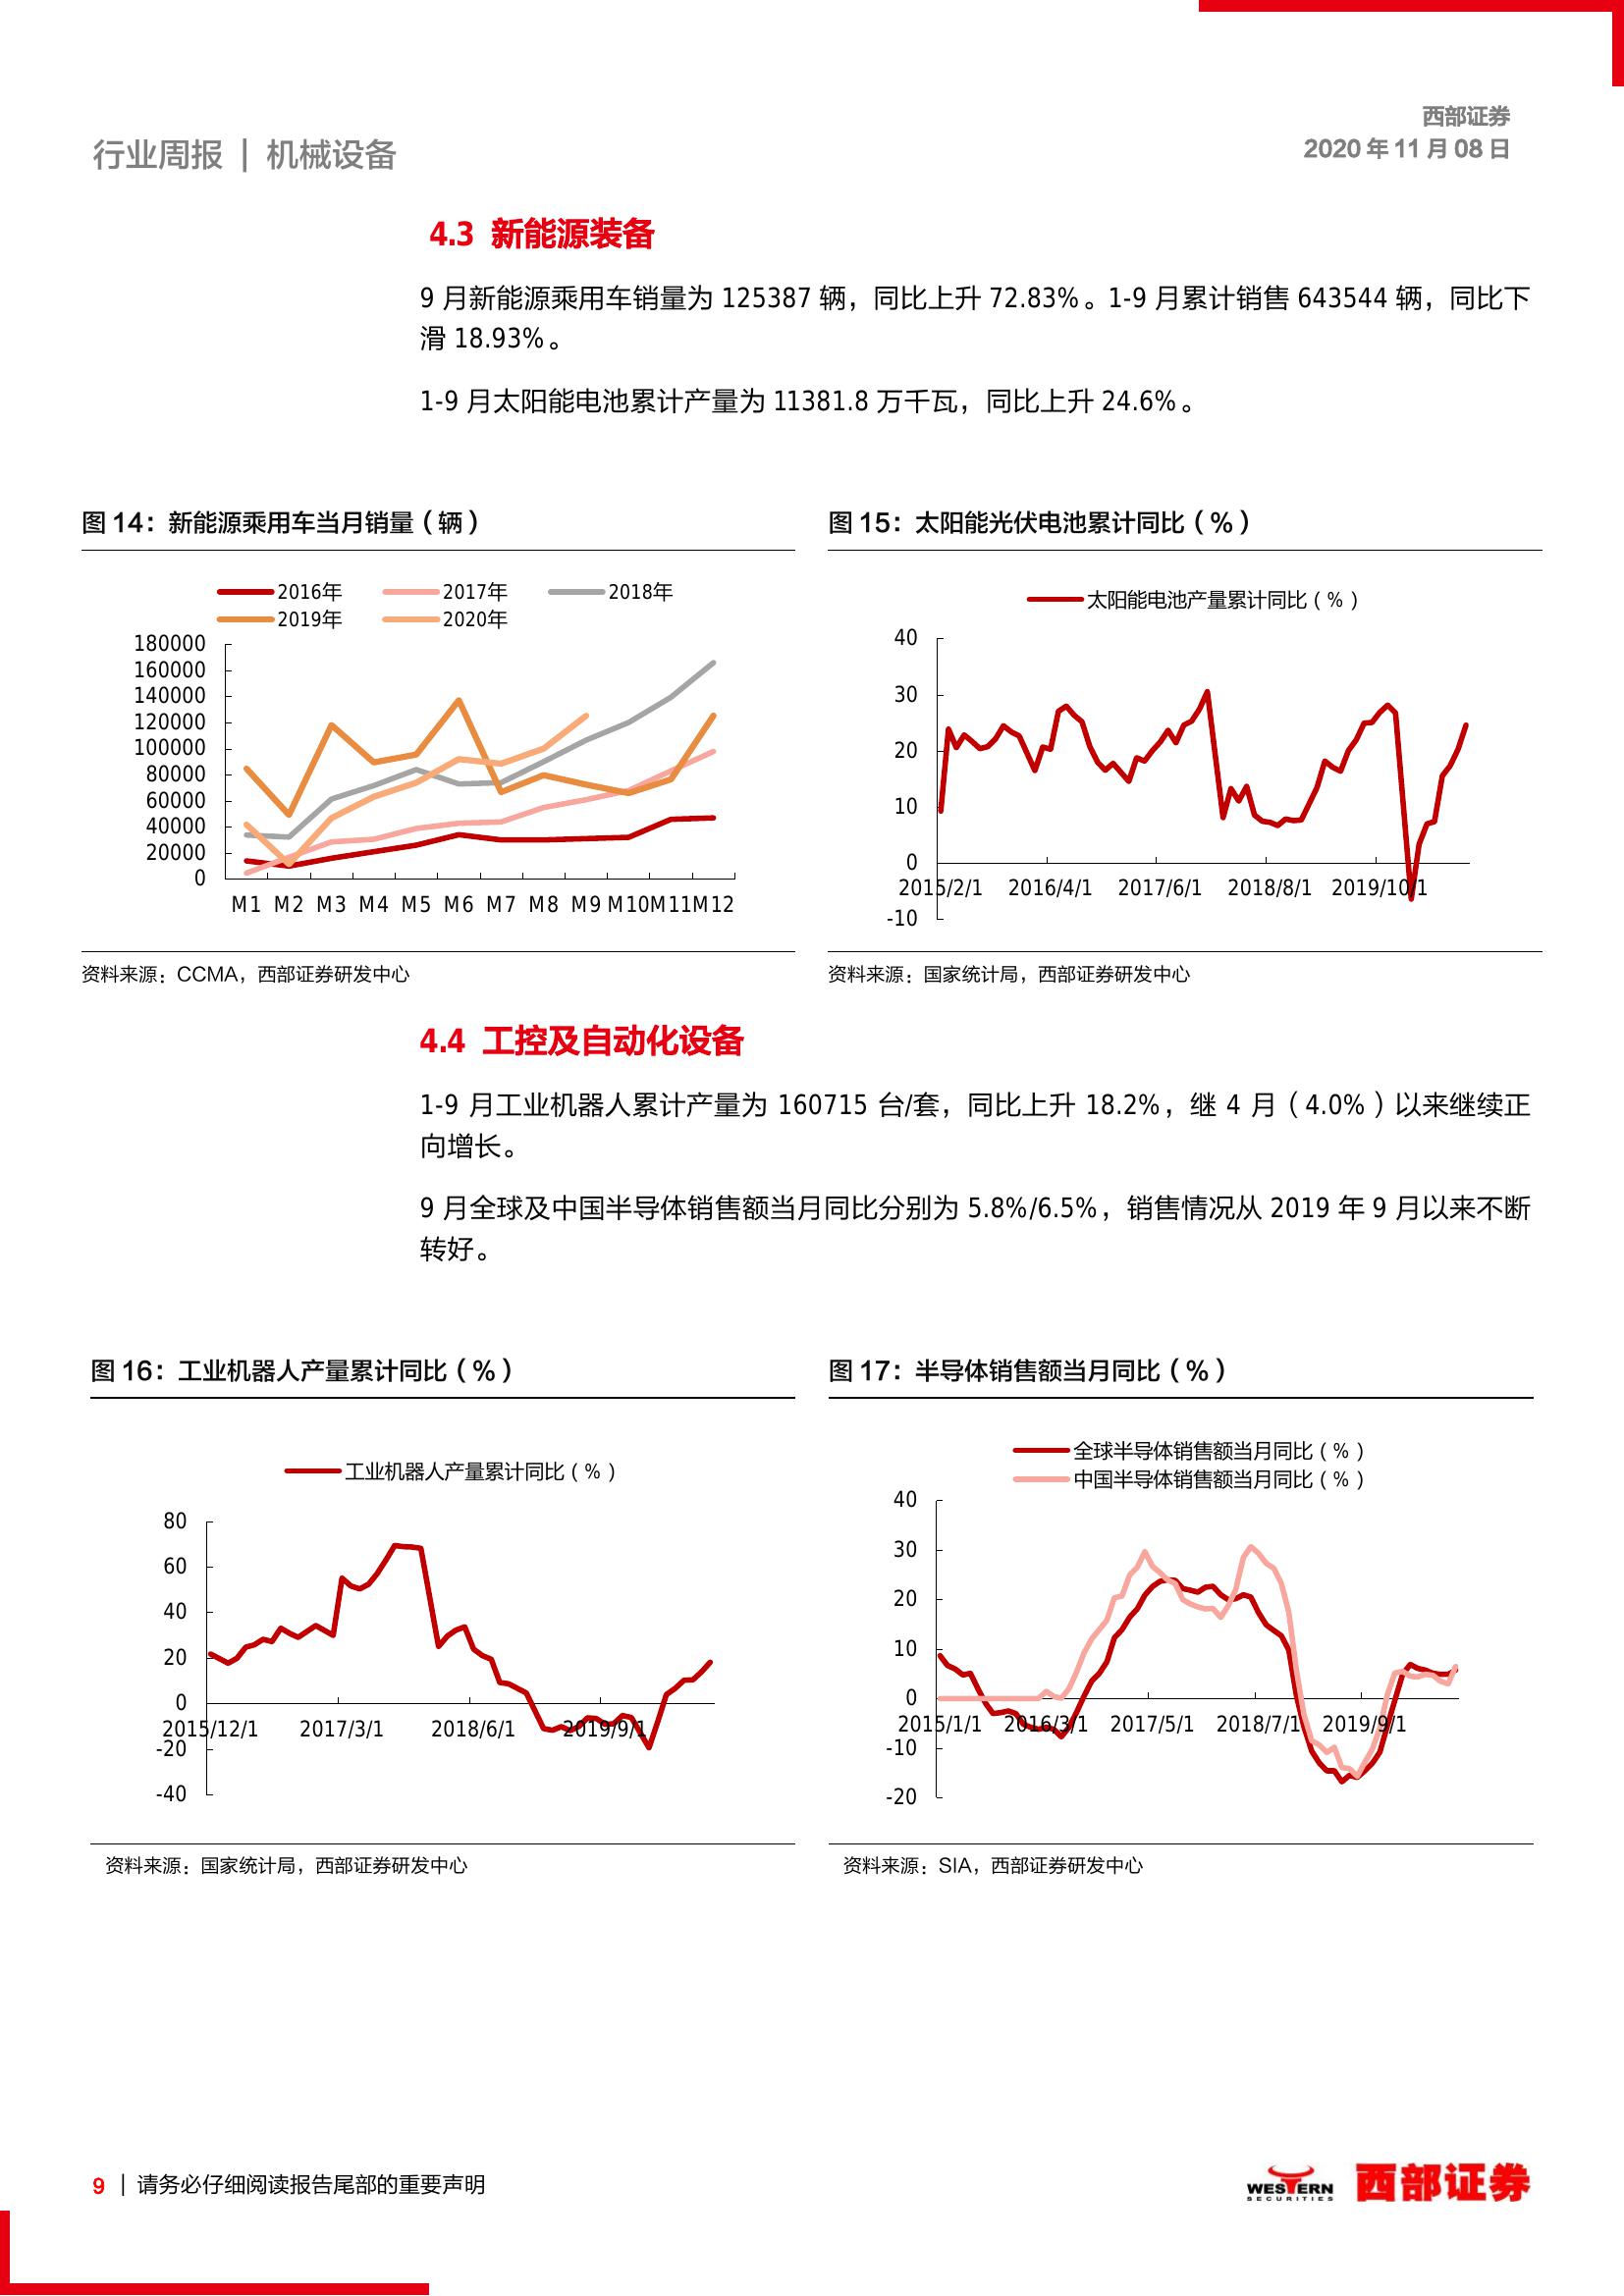 西部证券
2020 年 11 月 08 日
行业周报 | 机械设备
4.3 新能源装备
9 月新能源乘用车销量为 125387 辆，同比上升 72.83%。1-9 月累计销售 643544 辆，同比下
滑 18.93%。
1-9 月太阳能电池累计产量为 11381.8 万千瓦，同比上升 24.6%。
图 14：新能源乘用车当月销量（辆）
2016年 2017年 2018年
2019年 2020年
180000
160000
140000
120000
100000
80000
60000
40000
20000
0
M1 M2 M3 M4 M5 M6 M7 M8 M9 M10 M11 M12
资料来源：CCMA，西部证券研发中心
图 15：太阳能光伏电池累计同比（%）
太阳能电池产量累计同比（%）
40
30
20
10
0
-10
2015/2/1 2016/4/1 2017/6/1 2018/8/1 2019/10/1
资料来源：国家统计局，西部证券研发中心
4.4 工控及自动化设备
1-9 月工业机器人累计产量为 160715 台/套，同比上升 18.2%，继 4 月（4.0%）以来继续正
向增长。
9 月全球及中国半导体销售额当月同比分别为 5.8%/6.5%，销售情况从 2019 年 9 月以来不断
转好。
图 16：工业机器人产量累计同比（%）
工业机器人产量累计同比（%）
80
60
40
20
0
-20
-40
2015/12/1 2017/3/1 2018/6/1 2019/9/1
资料来源：国家统计局，西部证券研发中心
图 17：半导体销售额当月同比（%）
全球半导体销售额当月同比（%）
中国半导体销售额当月同比（%）
40
30
20
10
0
-10
-20
2015/1/1 2016/3/1 2017/5/1 2018/7/1 2019/9/1
资料来源：SIA，西部证券研发中心
9 | 请务必仔细阅读报告尾部的重要声明
WESTERN
SECURITIES
西部证券